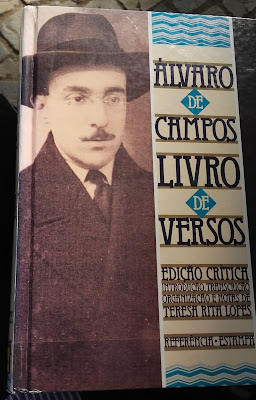 ÁLVARO
DE
CAMPOS
LIVRO
DE
VERSOS
EDIÇÃO CRÍTICA
INTRODUÇÃO, TRANSCRIÇÃO
ORGANIZAÇÃO E NOTAS DE
TERESA RITA LOPES
REFERÊNCIA-ESTAMPA